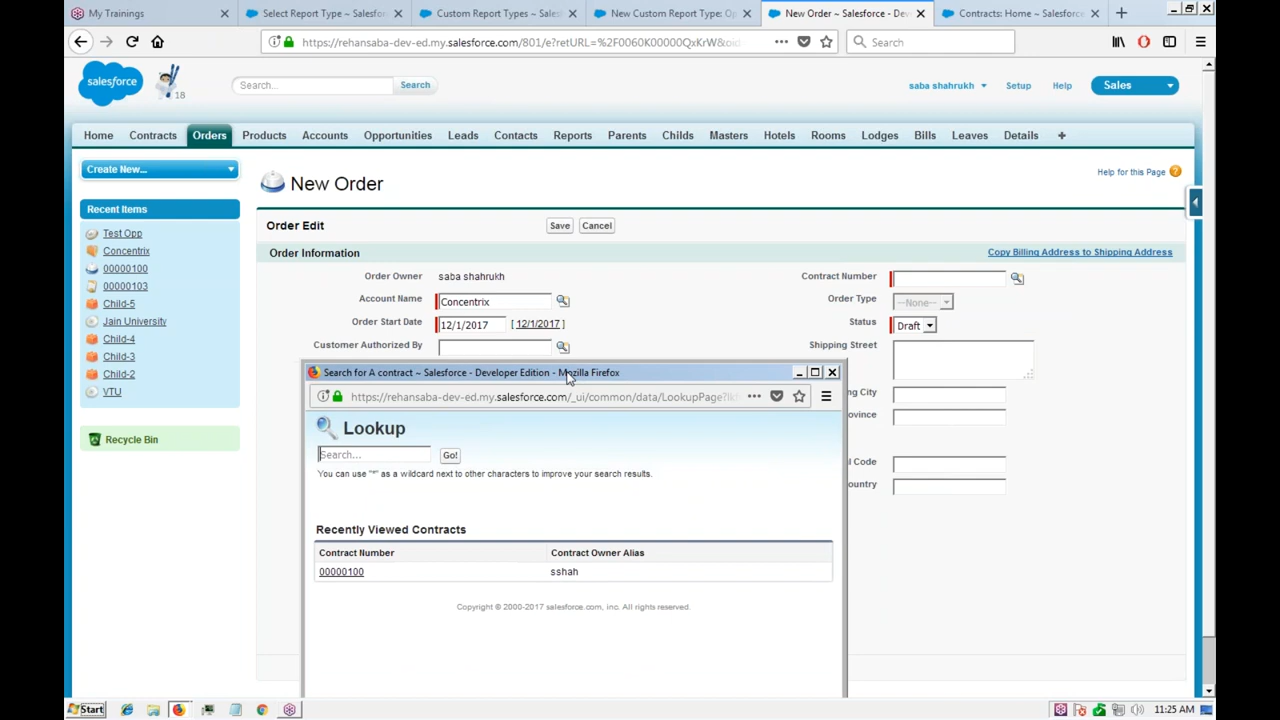 My Trainings
Select Report Type ~ Salesfor
Custom Report Types ~ Sales
New Custom Report Type: Op
New Order ~ Salesforce - Dev
Contracts: Home ~ Salesforce
https://rehansaba-dev-ed.my.salesforce.com/801/e?retURL=%2F0060K00000QxKrW&oid
Search
salesforce
18
Search...
Search
saba shahrukh
Setup
Help
Sales
Home
Contracts
Orders
Products
Accounts
Opportunities
Leads
Contacts
Reports
Parents
Childs
Masters
Hotels
Rooms
Lodges
Bills
Leaves
Details
Create New...
Recent Items
Test Opp
Concentrix
00000100
00000103
Child-5
Jain University
Child-4
Child-3
Child-2
VTU
Recycle Bin
New Order
Help for this Page
Order Edit
Save
Cancel
Order Information
Copy Billing Address to Shipping Address
Order Owner
saba shahrukh
Contract Number
Account Name
Concentrix
Order Type
--None--
Order Start Date
12/1/2017
[ 12/1/2017 ]
Status
Draft
Customer Authorized By
Shipping Street
ng City
ovince
l Code
ountry
Search for A contract ~ Salesforce - Developer Edition - Mozilla Firefox
https://rehansaba-dev-ed.my.salesforce.com/_ui/common/data/LookupPage?lk
Lookup
Search...
Go!
You can use "*" as a wildcard next to other characters to improve your search results.
Recently Viewed Contracts
Contract Number
Contract Owner Alias
00000100
sshah
Copyright © 2000-2017 salesforce.com, inc. All rights reserved.
Start
11:25 AM